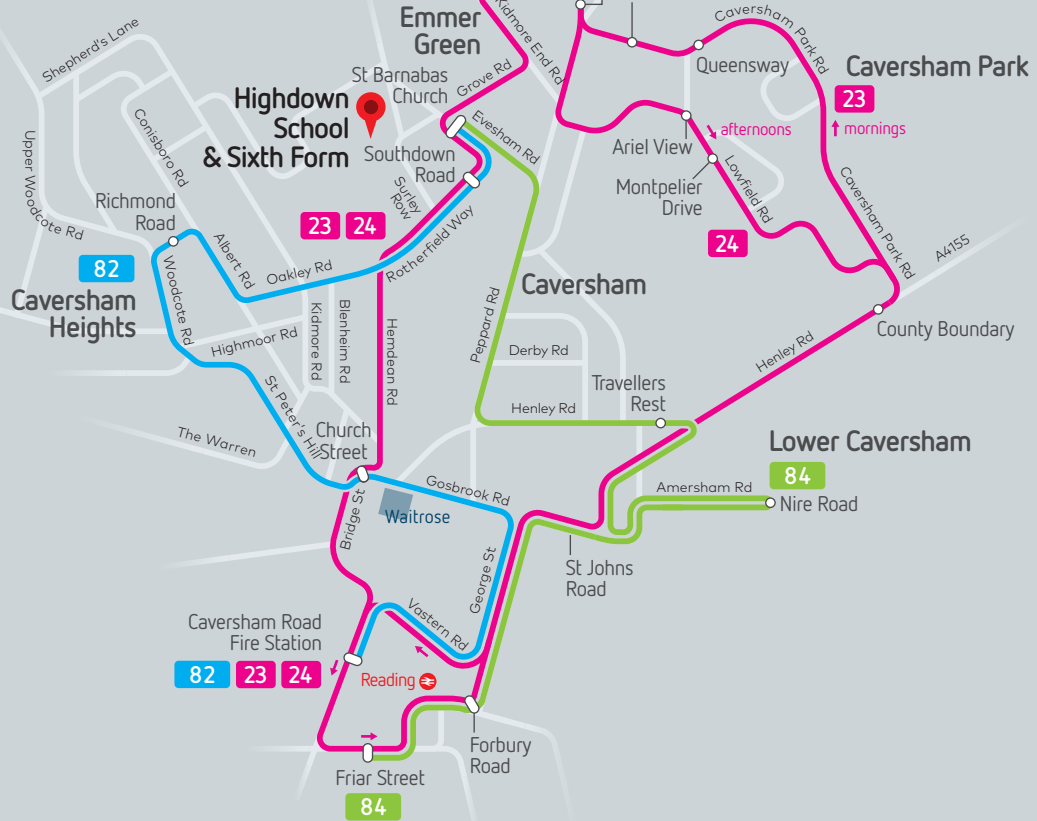 Emmer
Green
Kidmore End Rd
Caversham Park Rd
Shepherd's Lane
St Barnabas
Church
Grove Rd
Queensway
Caversham Park
23
mornings
Highdown
School
& Sixth Form
Conisboro Rd
Evesham Rd
Ariel View
afternoons
Upper Woodcote Rd
Southdown
Road
Surley
Row
Montpelier
Drive
Lowfield Rd
Caversham Park Rd
Richmond
Road
23
24
Rotherfield Way
24
A4155
82
Caversham
Heights
Albert Rd
Oakley Rd
Caversham
Woodcote Rd
Peppard Rd
County Boundary
Highmoor Rd
Kidmore Rd
Blenheim Rd
Hemdean Rd
Derby Rd
Henley Rd
Travellers
Rest
Henley Rd
St Peter's Hill
The Warren
Church
Street
Lower Caversham
84
Gosbrook Rd
Amersham Rd
Nire Road
Waitrose
Bridge St
George St
St Johns
Road
Vastern Rd
Caversham Road
Fire Station
82
23
24
Reading
Forbury
Road
Friar Street
84